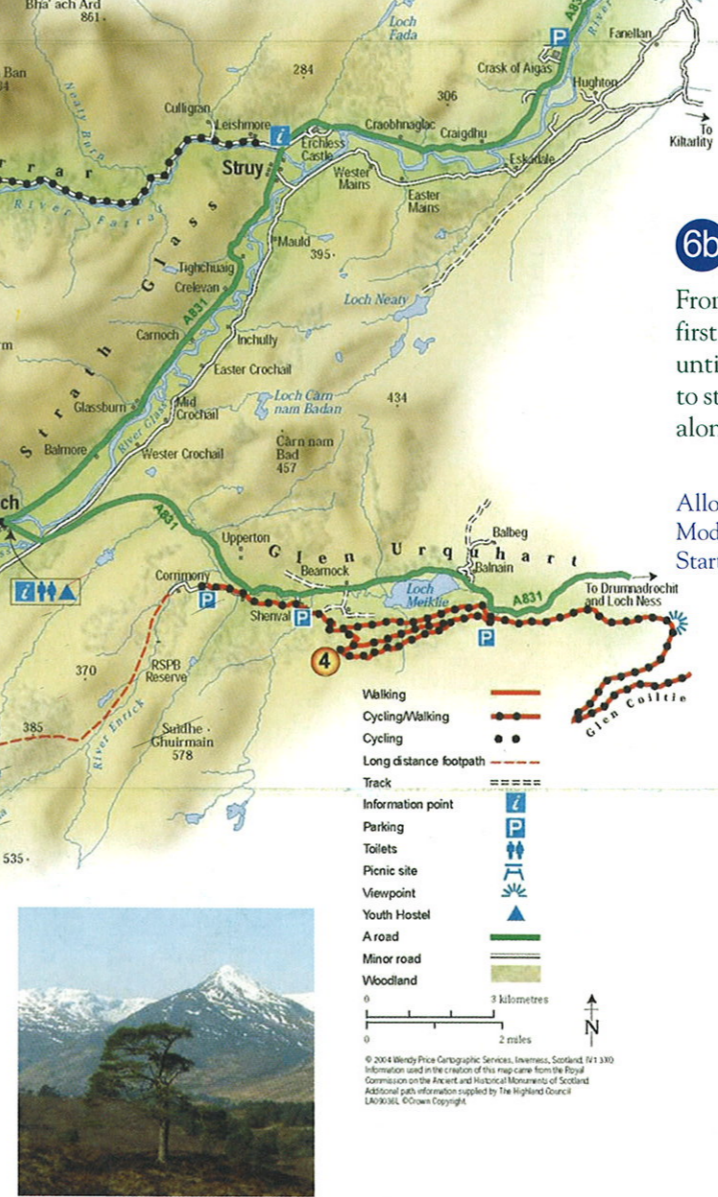 Bha' ach Ard
861
Loch
Fada
A831
River
P
Fanellan
Ban
Crask of Aigas
284
Hughton
306
Nealy Burn
Culligran
Leishmore
To
Kiltarlity
i
Craobhnaglac
Craigdhu
Erchless
Castle
Struy
Eskadale
Wester
Mains
Easter
Mains
r r a r
River Farrar
Mauld
395
Tighchuaig
Crelevan
Loch Neaty
A831
Carnoch
Inchully
Strath Glass
Easter Crochail
Loch Càrn
nam Badan
434
Glassburn
Mid
Crochail
River Glass
Càrn nam
Bad
457
Balmore
Wester Crochail
ch
A831
Upperton
Glen Urquhart
Balbeg
Balnain
Bearnock
Corrimony
Loch
Meiklie
A831
To Drumnadrochit
and Loch Ness
P
Shenval
P
P
4
370
RSPB
Reserve
385
River Enrick
Suidhe
Ghuirmain
578
Glen Coiltie
535
6b
From
first
unti
to st
alon
Allo
Mod
Start
Walking
Cycling/Walking
Cycling
Long distance footpath
Track
Information point
i
Parking
P
Toilets
Picnic site
Viewpoint
Youth Hostel
A road
Minor road
Woodland
0 3 kilometres
0 2 miles
N
© 2004 Wendy Price Cartographic Services, Inverness, Scotland, IV1 3XQ
Information used in the creation of this map came from the Royal
Commission on the Ancient and Historical Monuments of Scotland
Additional path information supplied by The Highland Council
LA09036L © Crown Copyright.